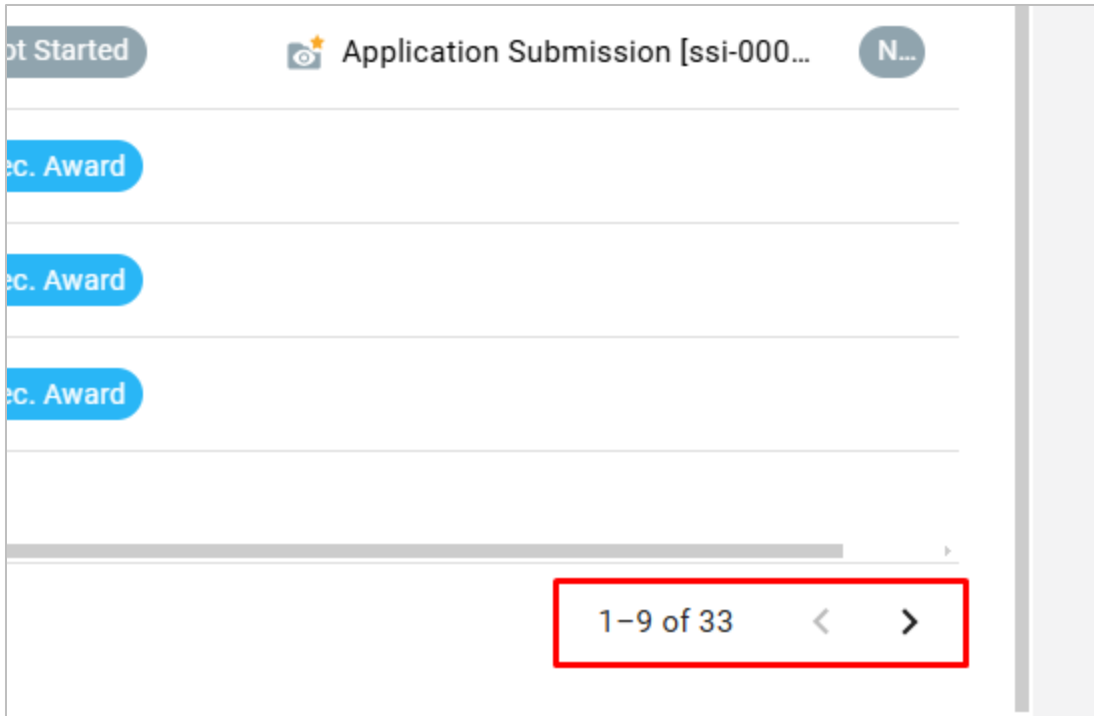 ot Started Application Submission [ssi-000… N…
ec. Award
ec. Award
ec. Award
1–9 of 33